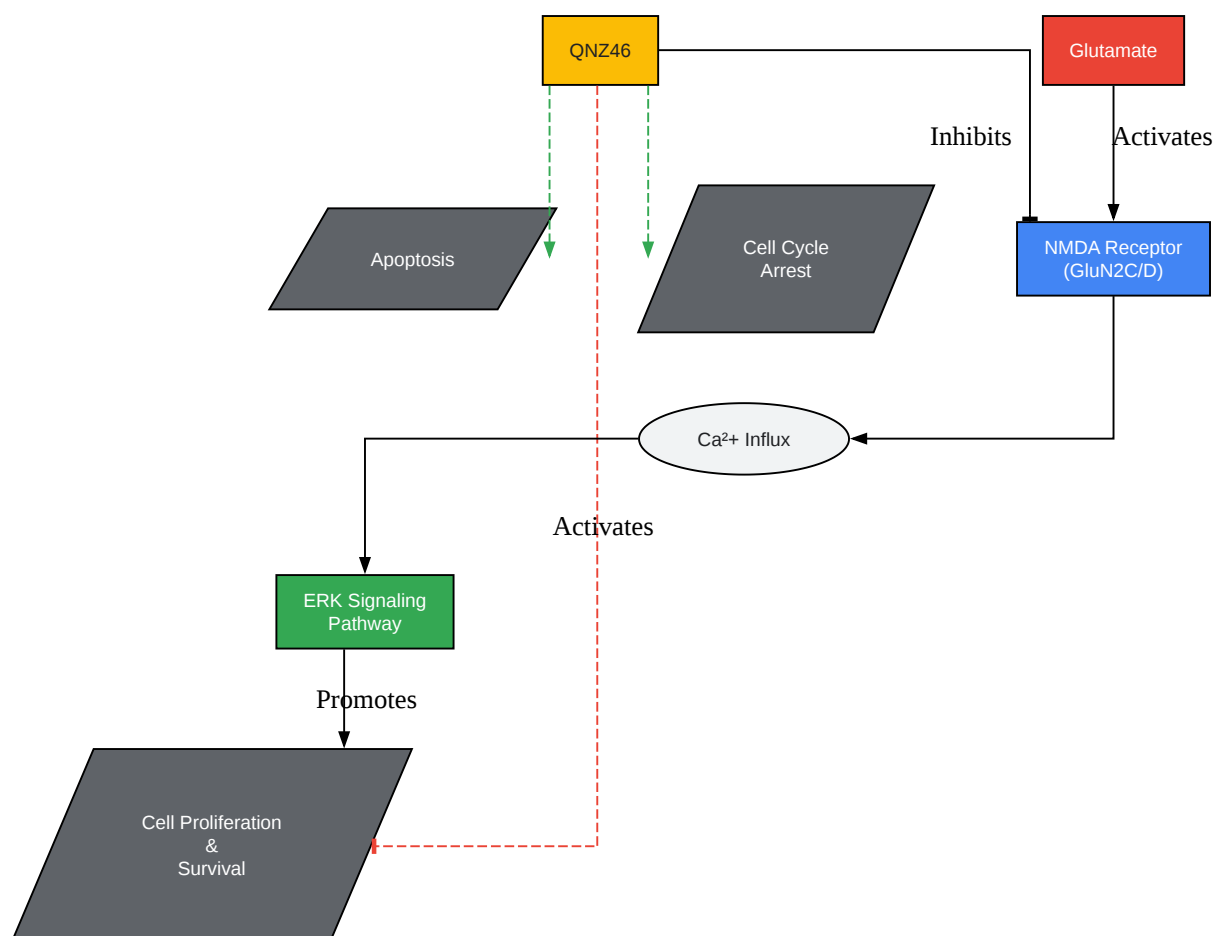 QNZ46
Glutamate
Inhibits
Activates
Apoptosis
Cell Cycle
Arrest
NMDA Receptor
(GluN2C/D)
Ca²+ Influx
Activates
ERK Signaling
Pathway
Promotes
Cell Proliferation
&
Survival